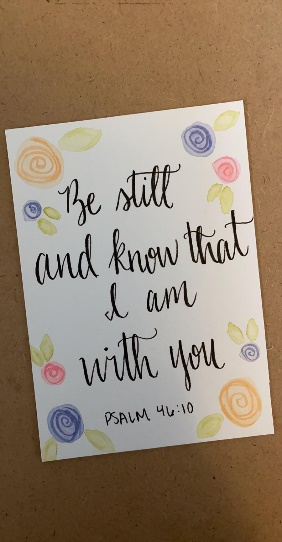 Be still
and know that
I am
with you
PSALM 46:10